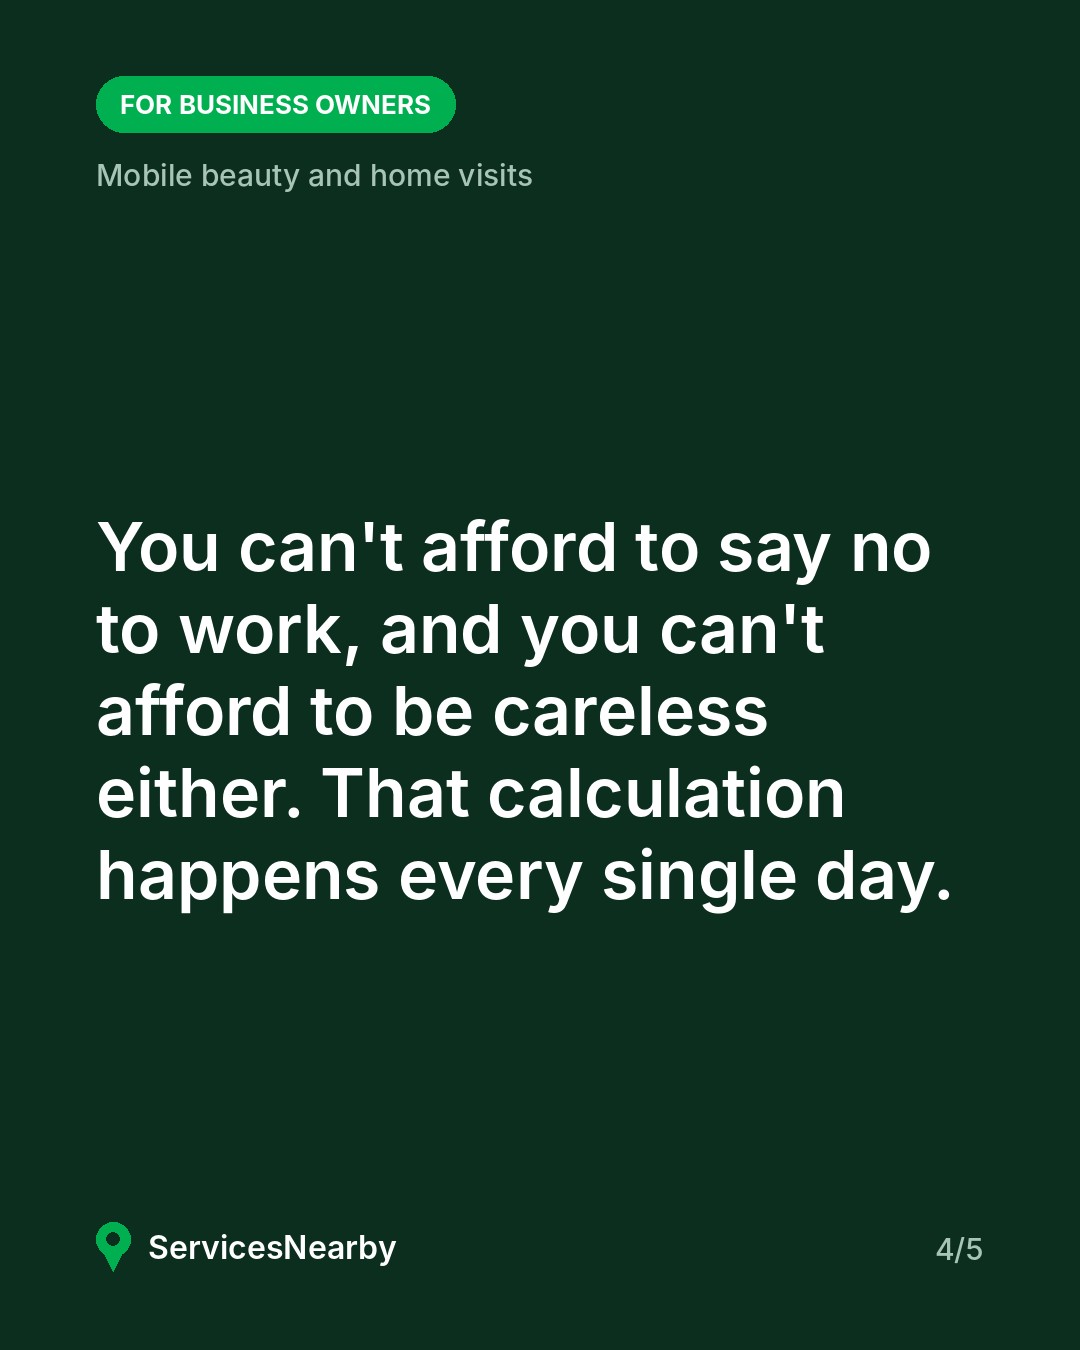 FOR BUSINESS OWNERS
Mobile beauty and home visits
You can't afford to say no
to work, and you can't
afford to be careless
either. That calculation
happens every single day.
ServicesNearby
4/5